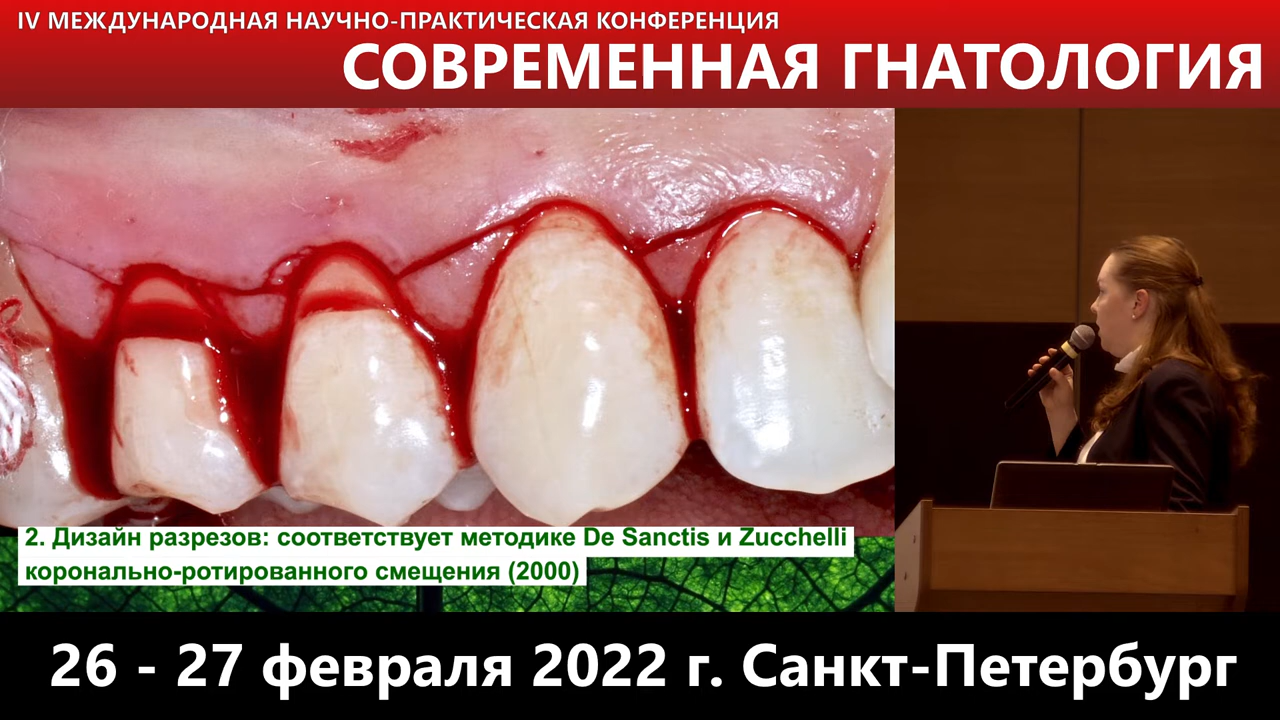 IV МЕЖДУНАРОДНАЯ НАУЧНО-ПРАКТИЧЕСКАЯ КОНФЕРЕНЦИЯ
СОВРЕМЕННАЯ ГНАТОЛОГИЯ
2. Дизайн разрезов: соответствует методике De Sanctis и Zucchelli
коронально-ротированного смещения (2000)
26 - 27 февраля 2022 г. Санкт-Петербург